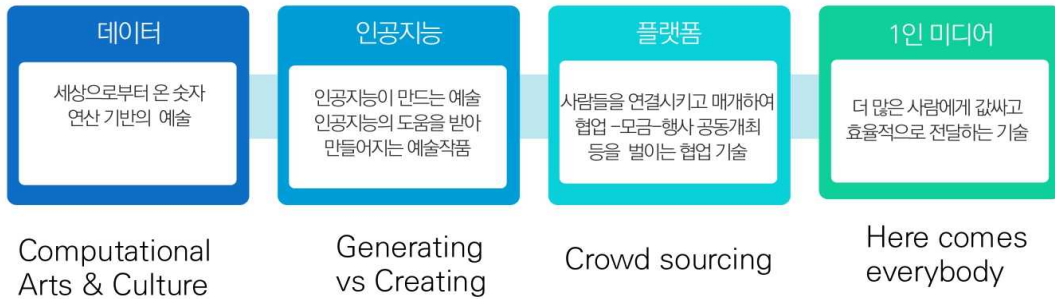 데이터
세상으로부터 온 숫자
연산 기반의 예술
Computational
Arts & Culture
인공지능
인공지능이 만드는 예술
인공지능의 도움을 받아
만들어지는 예술작품
Generating
vs Creating
플랫폼
사람들을 연결시키고 매개하여
협업 -모금-행사 공동개최
등을 벌이는 협업 기술
Crowd sourcing
1인 미디어
더 많은 사람에게 값싸고
효율적으로 전달하는 기술
Here comes
everybody